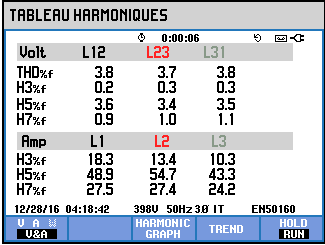 TABLEAU HARMONIQUES
0:00:06
Volt L12 L23 L31
THD%f 3.8 3.7 3.8
H3%f 0.2 0.3 0.3
H5%f 3.6 3.4 3.5
H7%f 0.9 1.0 1.1
Amp L1 L2 L3
H3%f 18.3 13.4 10.3
H5%f 48.9 54.7 43.3
H7%f 27.5 27.4 24.2
12/28/16 04:18:42 398V 50Hz 3Ø IT EN50160
V A W HARMONIC HOLD
V&A GRAPH TREND RUN